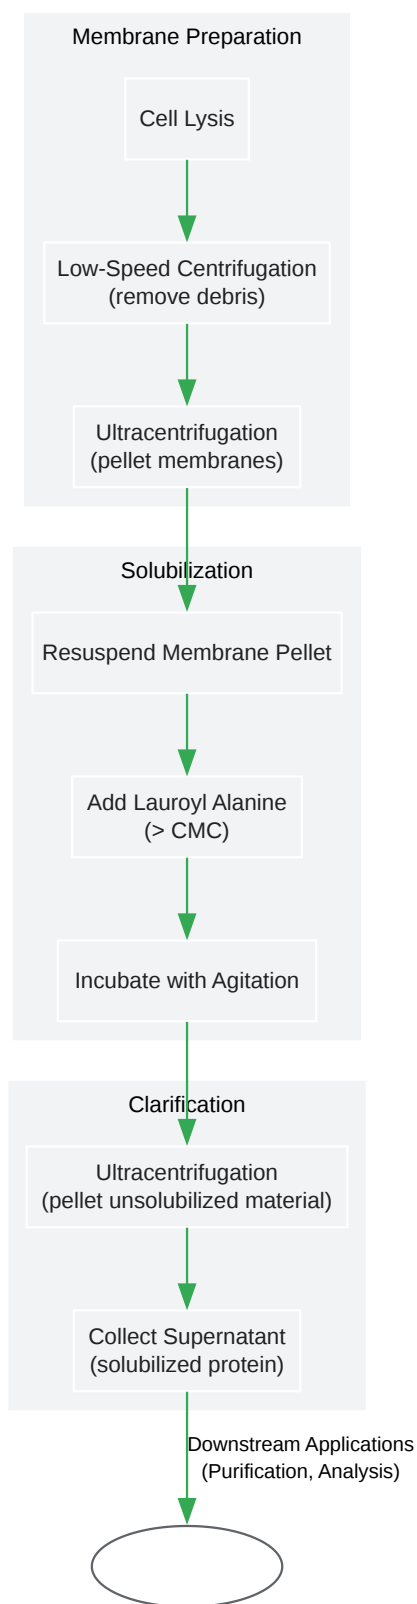 Membrane Preparation
Cell Lysis
Low-Speed Centrifugation
(remove debris)
Ultracentrifugation
(pellet membranes)
Solubilization
Resuspend Membrane Pellet
Add Lauroyl Alanine
(> CMC)
Incubate with Agitation
Clarification
Ultracentrifugation
(pellet unsolubilized material)
Collect Supernatant
(solubilized protein)
Downstream Applications
(Purification, Analysis)